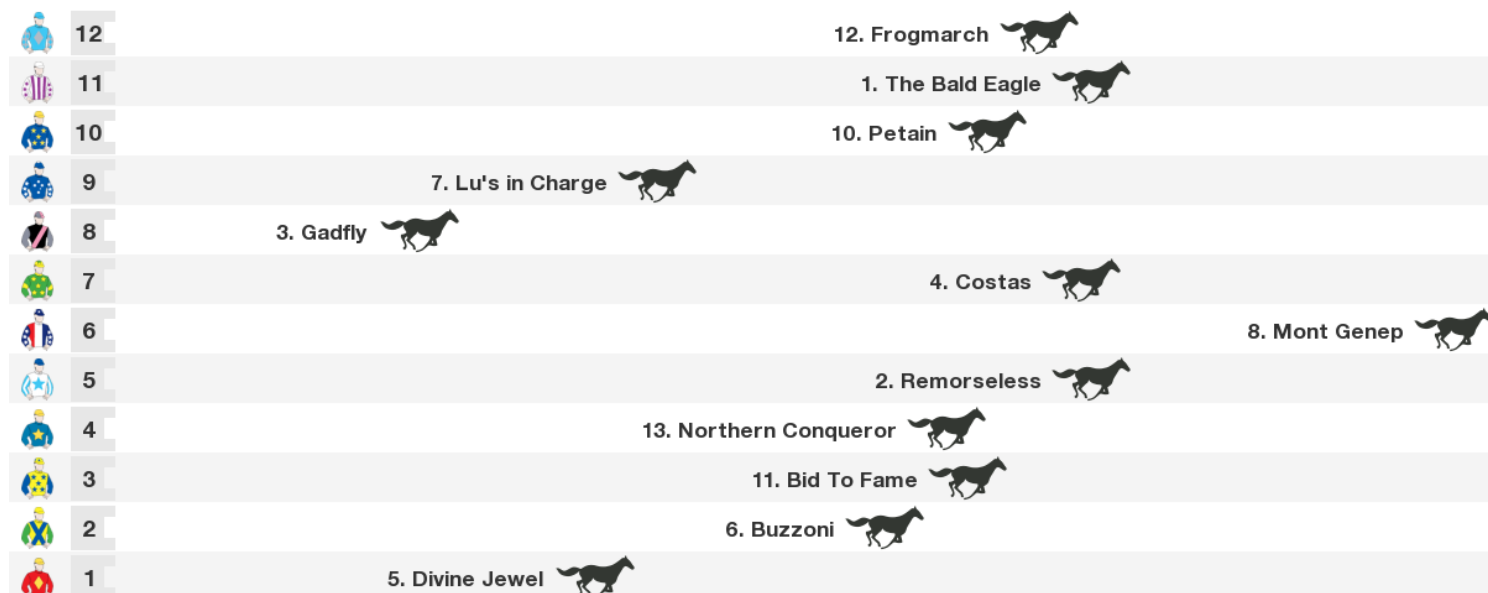 12 12. Frogmarch
11 1. The Bald Eagle
10 10. Petain
9 7. Lu's in Charge
8 3. Gadfly
7 4. Costas
6 8. Mont Genep
5 2. Remorseless
4 13. Northern Conqueror
3 11. Bid To Fame
2 6. Buzzoni
1 5. Divine Jewel